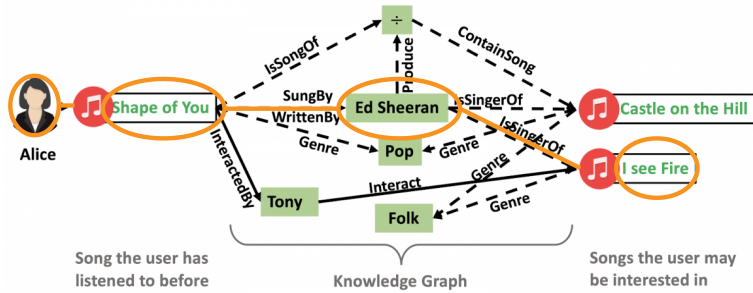 ÷
IsSongOf
Produce
ContainSong
Shape of You
SungBy
Ed Sheeran
IsSingerOf
Castle on the Hill
WrittenBy
IsSingerOf
Alice
Genre
Pop
Genre
I see Fire
InteractedBy
Interact
Genre
Tony
Folk
Genre
Song the user has
listened to before
Knowledge Graph
Songs the user may
be interested in